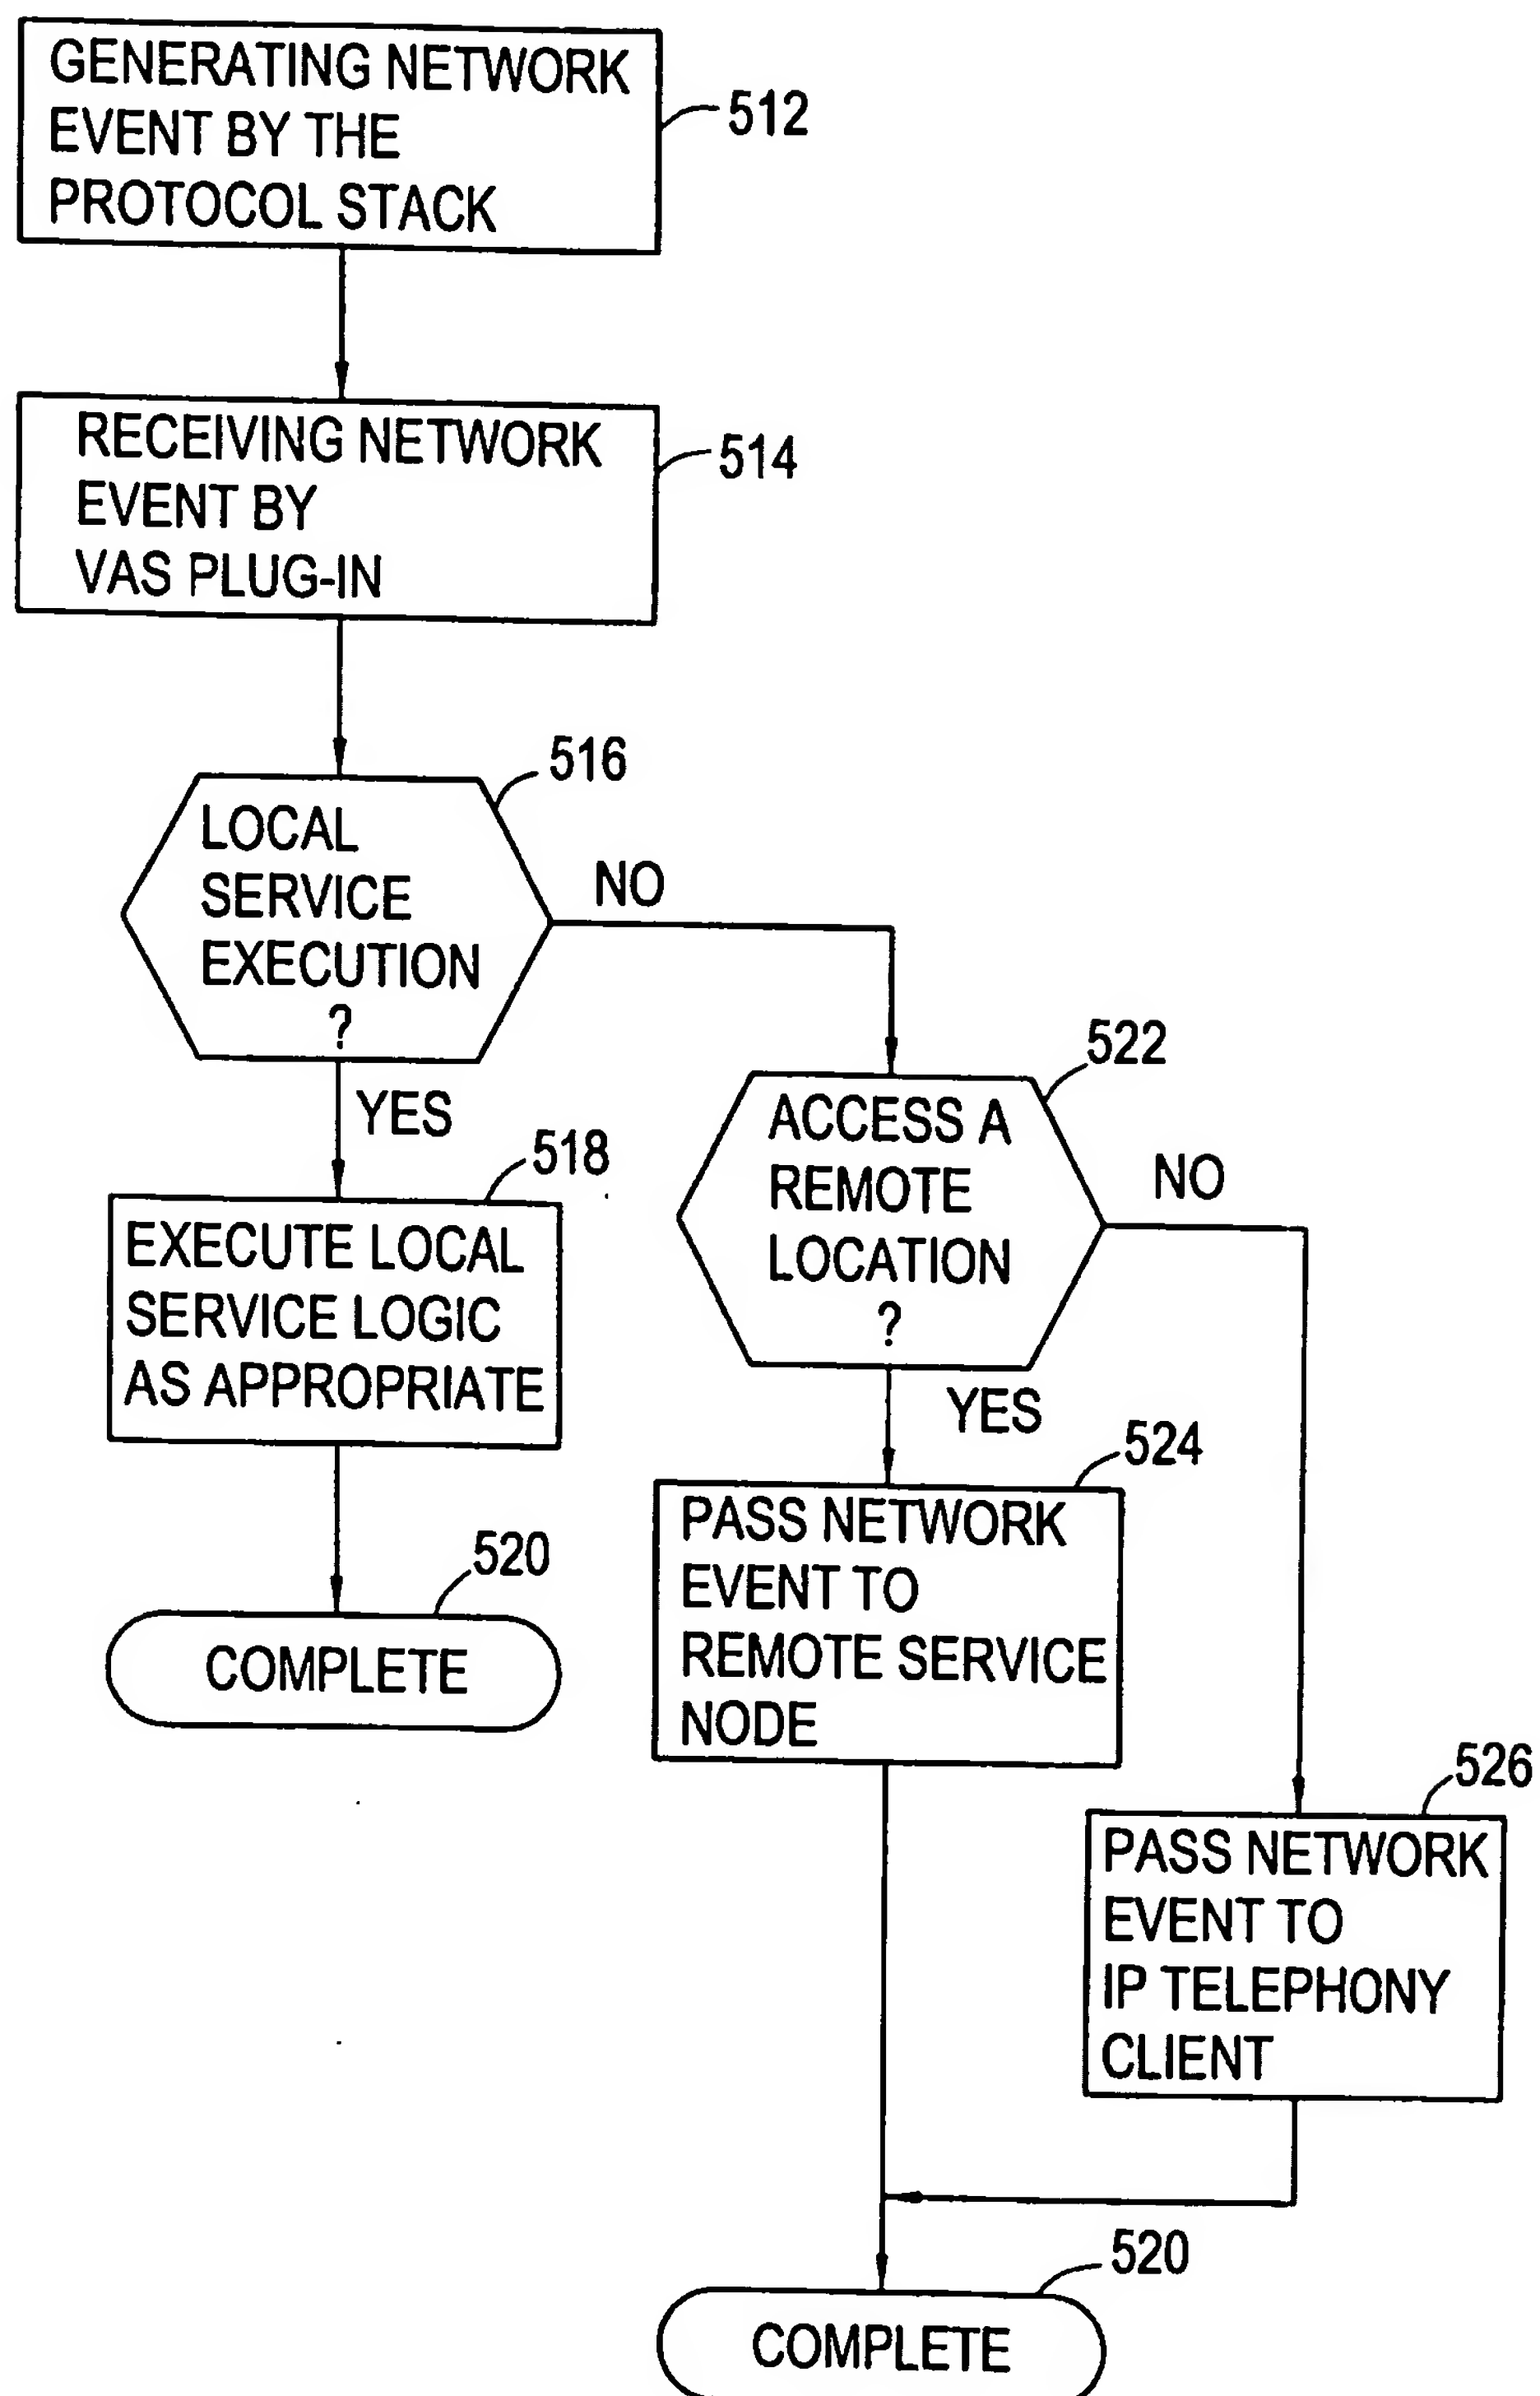 GENERATING NETWORK
EVENT BY THE
PROTOCOL STACK
512
RECEIVING NETWORK
EVENT BY
VAS PLUG-IN
514
516
LOCAL
SERVICE
EXECUTION
?
NO
YES
522
ACCESS A
REMOTE
LOCATION
?
NO
YES
518
EXECUTE LOCAL
SERVICE LOGIC
AS APPROPRIATE
520
COMPLETE
524
PASS NETWORK
EVENT TO
REMOTE SERVICE
NODE
526
PASS NETWORK
EVENT TO
IP TELEPHONY
CLIENT
520
COMPLETE